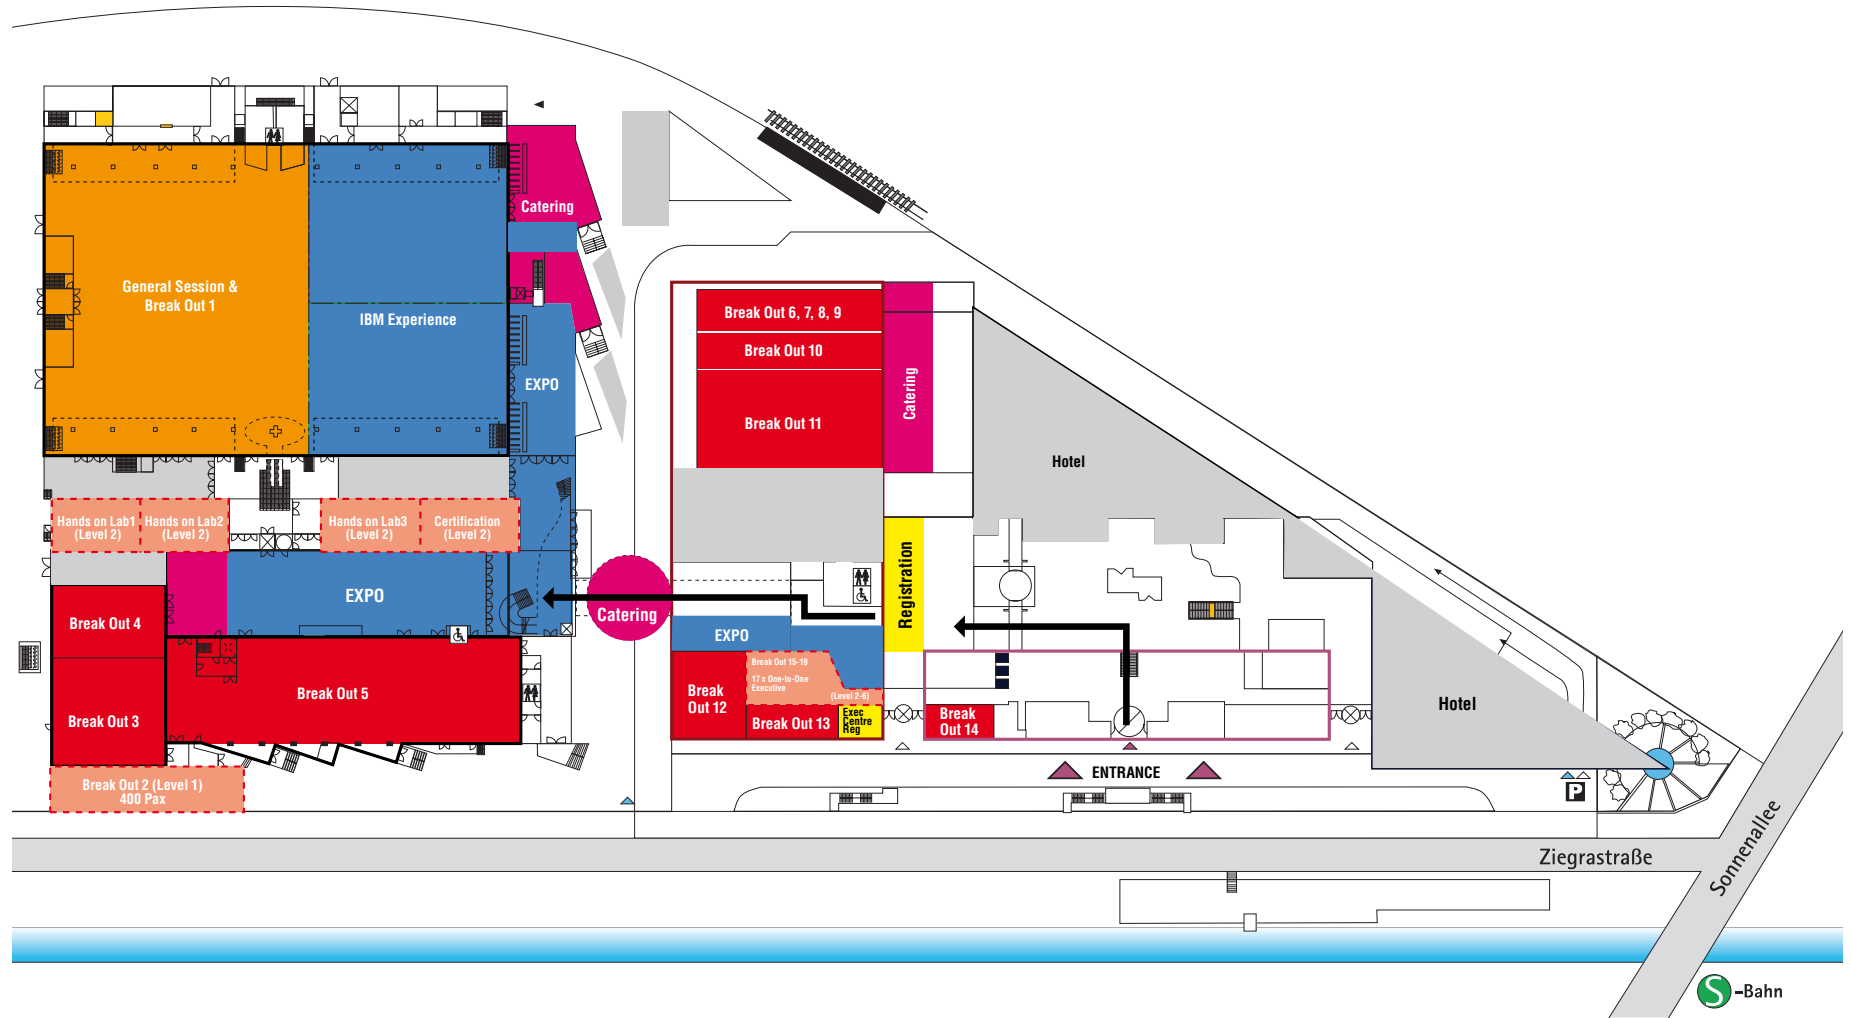 Catering
General Session &
Break Out 1
IBM Experience
EXPO
Break Out 6, 7, 8, 9
Break Out 10
Break Out 11
Catering
Hotel
Hands on Lab1
(Level 2)
Hands on Lab2
(Level 2)
Hands on Lab3
(Level 2)
Certification
(Level 2)
EXPO
Catering
Registration
Break Out 4
Break Out 3
Break Out 5
EXPO
Break Out 15-19
17 x One-to-One
Executive
(Level 2-6)
Break
Out 12
Break Out 13
Exec
Centre
Reg
Break
Out 14
Hotel
Break Out 2 (Level 1)
400 Pax
ENTRANCE
P
Ziegrastraße
Sonnenallee
S-Bahn